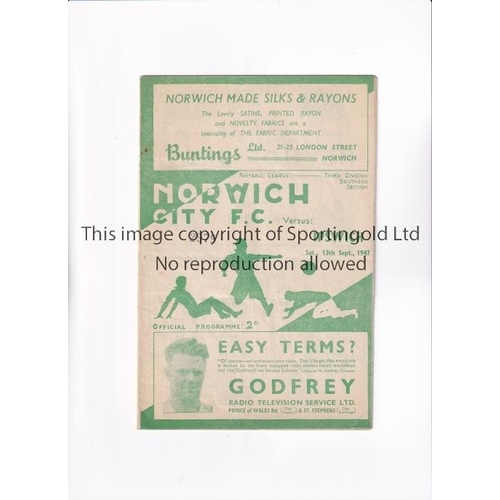 NORWICH MADE SILKS & RAYONS
The Lovely SATINS, PRINTED RAYON
and NOVELTY FABRICS are a
speciality of THE FABRIC DEPARTMENT
Buntings Ltd. 21-23 LONDON STREET
NORWICH
FOOTBALL LEAGUE THIRD DIVISION
SOUTHERN
SECTION
NORWICH
CITY F.C. Versus:
This image copyright of Sportingold Ltd
IPSWICH
Sat., 13th Sept., 1947
No reproduction allowed
OFFICIAL PROGRAMME 2D.
EASY TERMS?
GODFREY
RADIO TELEVISION SERVICE LTD.
PRINCE OF WALES RD. & ST. STEPHENS